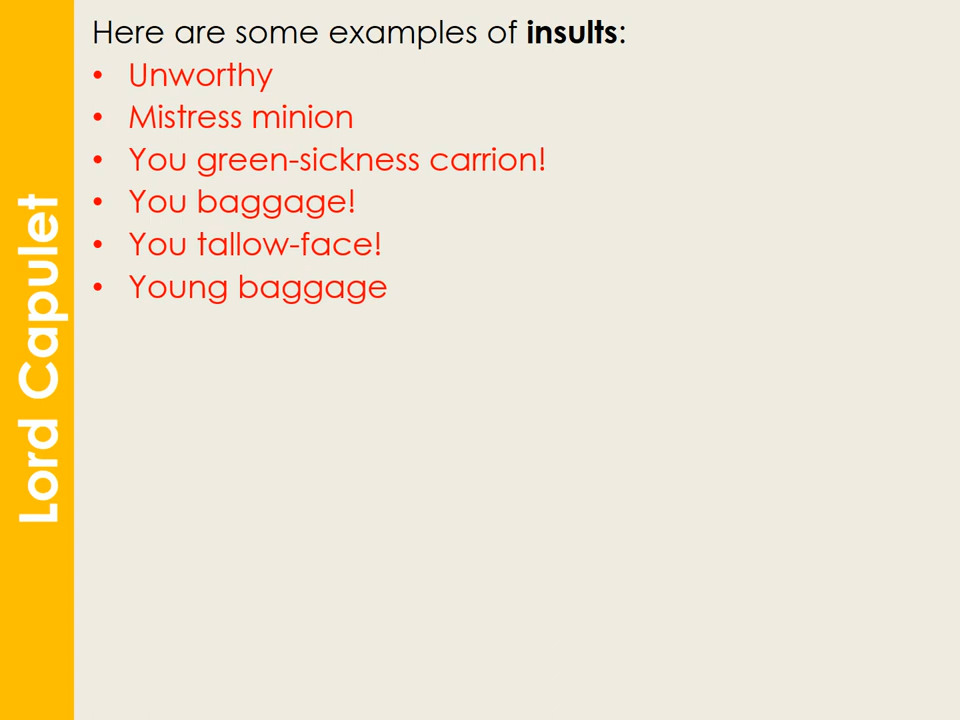 Lord Capulet
Here are some examples of insults:
• Unworthy
• Mistress minion
• You green-sickness carrion!
• You baggage!
• You tallow-face!
• Young baggage